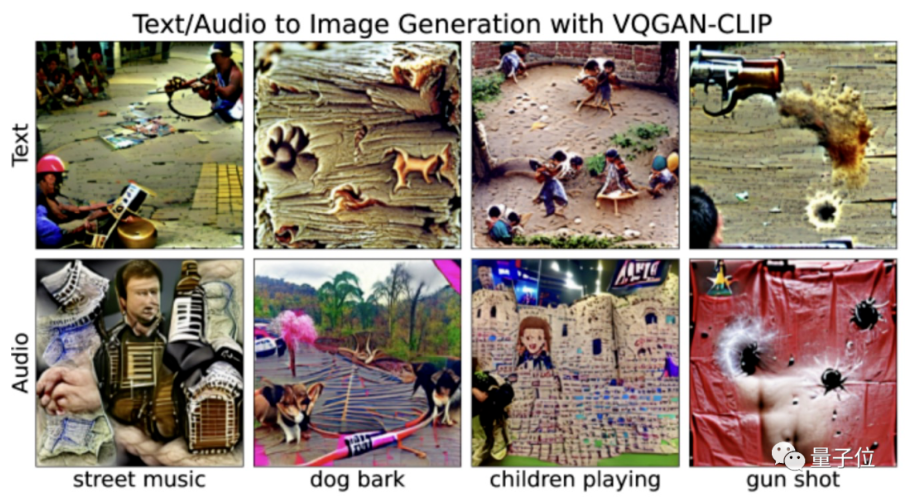 Text/Audio to Image Generation with VQGAN-CLIP
Text
Audio
street music
dog bark
children playing
gun shot
量子位